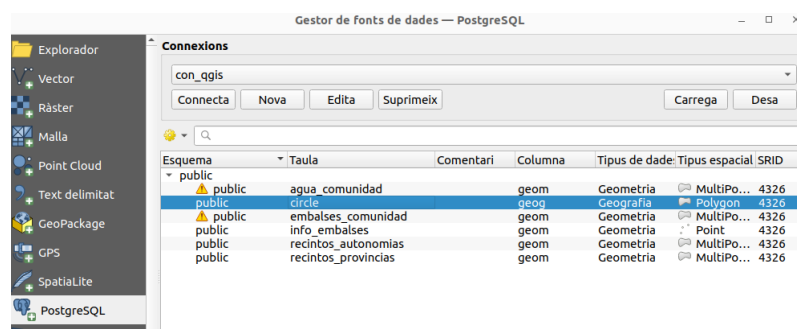 Gestor de fonts de dades — PostgreSQL
Explorador
Vector
Ràster
Malla
Point Cloud
Text delimitat
GeoPackage
GPS
SpatiaLite
PostgreSQL
Connexions
con_qgis
Connecta Nova Edita Suprimeix Carrega Desa
Esquema Taula Comentari Columna Tipus de dade: Tipus espacial SRID
public
public agua_comunidad geom Geometria MultiPo... 4326
public circle geog Geografia Polygon 4326
public embalses_comunidad geom Geometria MultiPo... 4326
public info_embalses geom Geometria Point 4326
public recintos_autonomias geom Geometria MultiPo... 4326
public recintos_provincias geom Geometria MultiPo... 4326